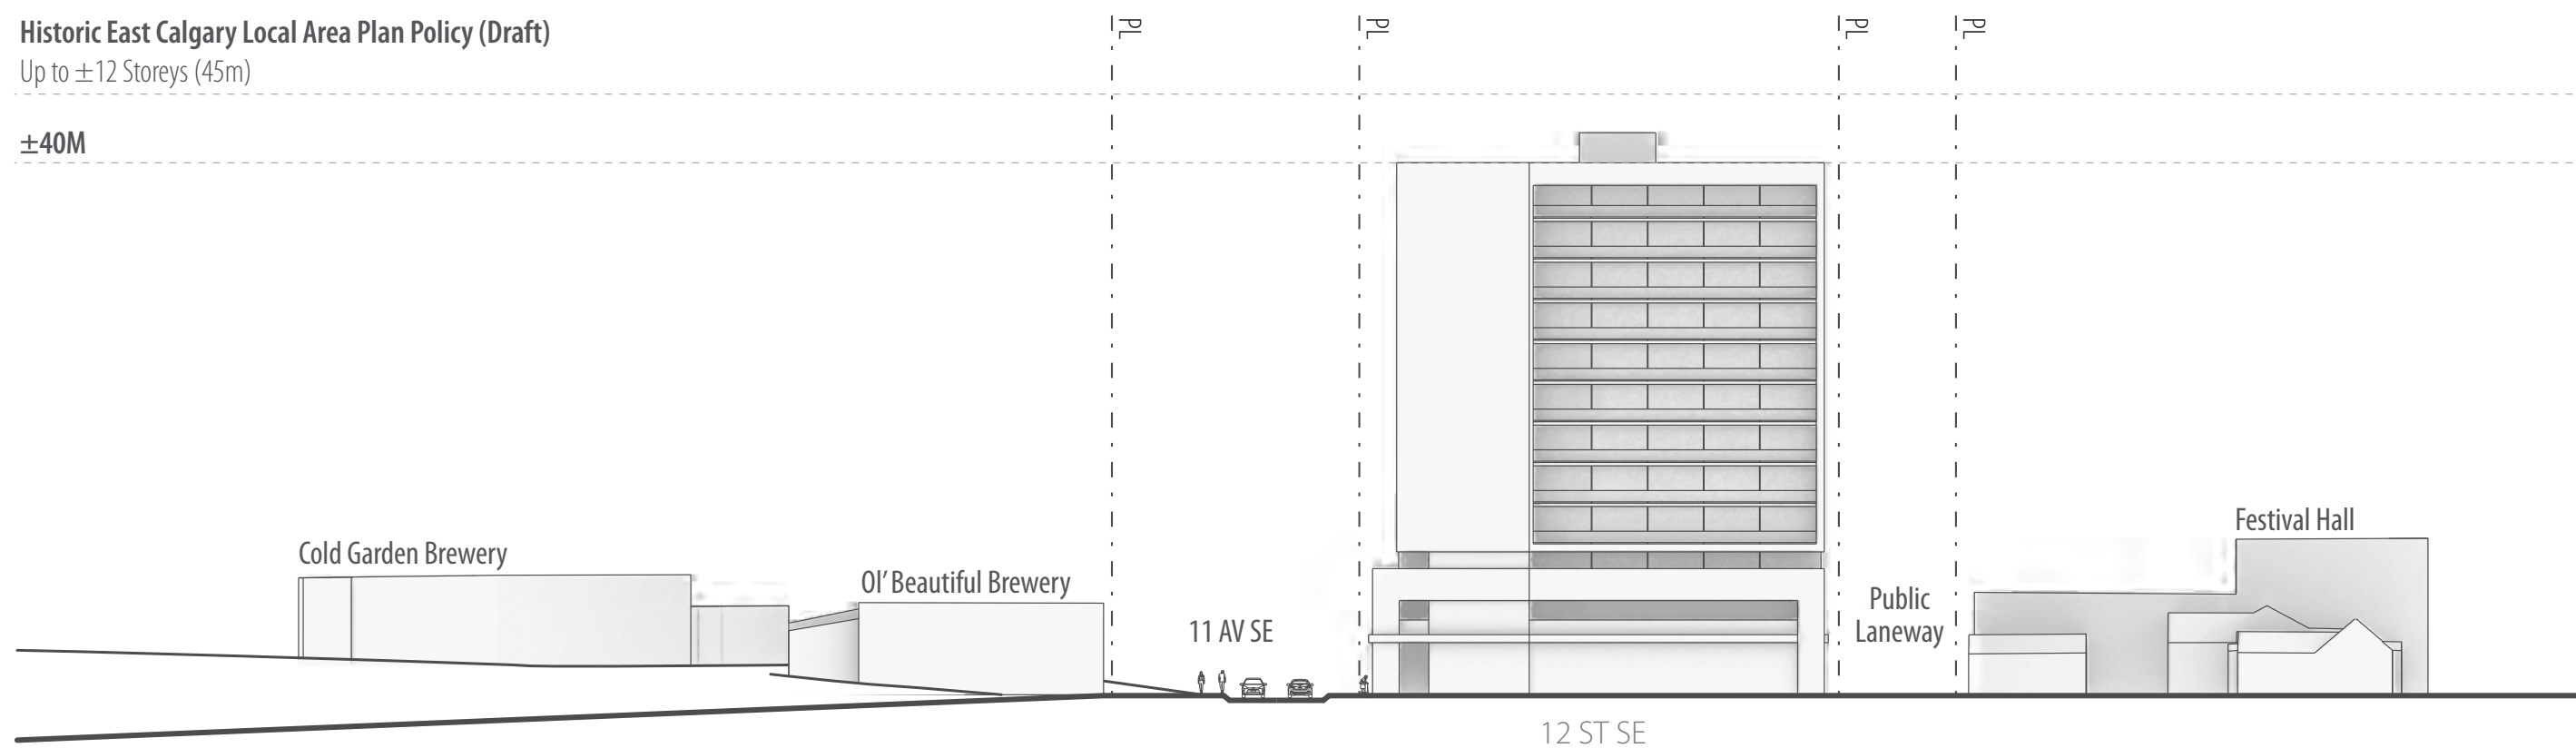 Historic East Calgary Local Area Plan Policy (Draft)
Up to ±12 Storeys (45m)
±40M
PL
PL
PL
PL
Cold Garden Brewery
Ol' Beautiful Brewery
11 AV SE
Public
Laneway
Festival Hall
12 ST SE